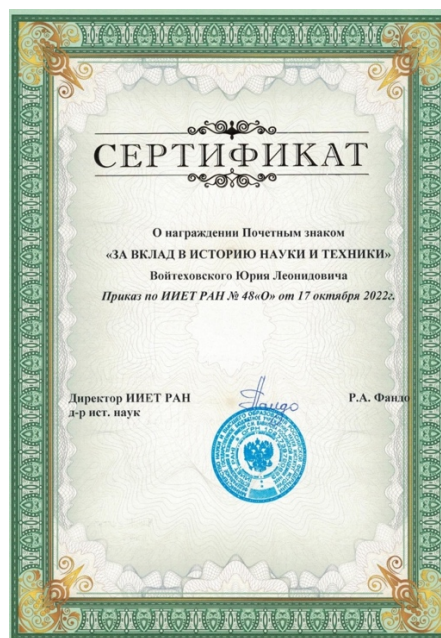 СЕРТИФИКАТ
О награждении Почетным знаком
«ЗА ВКЛАД В ИСТОРИЮ НАУКИ И ТЕХНИКИ»
Войтеховского Юрия Леонидовича
Приказ по ИИЕТ РАН № 48«О» от 17 октября 2022г.
Директор ИИЕТ РАН Р.А. Фандо
д-р ист. наук